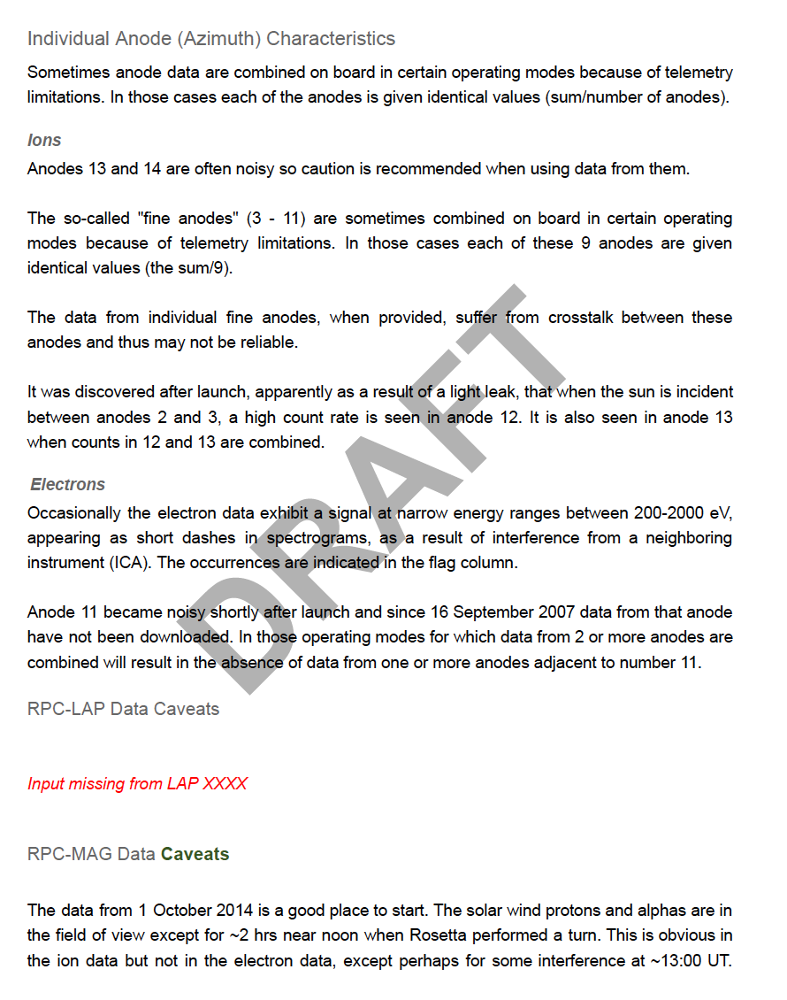 Individual Anode (Azimuth) Characteristics
Sometimes anode data are combined on board in certain operating modes because of telemetry
limitations. In those cases each of the anodes is given identical values (sum/number of anodes).
Ions
Anodes 13 and 14 are often noisy so caution is recommended when using data from them.
The so-called "fine anodes" (3 - 11) are sometimes combined on board in certain operating
modes because of telemetry limitations. In those cases each of these 9 anodes are given
identical values (the sum/9).
The data from individual fine anodes, when provided, suffer from crosstalk between these
anodes and thus may not be reliable.
It was discovered after launch, apparently as a result of a light leak, that when the sun is incident
between anodes 2 and 3, a high count rate is seen in anode 12. It is also seen in anode 13
when counts in 12 and 13 are combined.
Electrons
Occasionally the electron data exhibit a signal at narrow energy ranges between 200-2000 eV,
appearing as short dashes in spectrograms, as a result of interference from a neighboring
instrument (ICA). The occurrences are indicated in the flag column.
Anode 11 became noisy shortly after launch and since 16 September 2007 data from that anode
have not been downloaded. In those operating modes for which data from 2 or more anodes are
combined will result in the absence of data from one or more anodes adjacent to number 11.
RPC-LAP Data Caveats
Input missing from LAP XXXX
RPC-MAG Data Caveats
The data from 1 October 2014 is a good place to start. The solar wind protons and alphas are in
the field of view except for ~2 hrs near noon when Rosetta performed a turn. This is obvious in
the ion data but not in the electron data, except perhaps for some interference at ~13:00 UT.
DRAFT